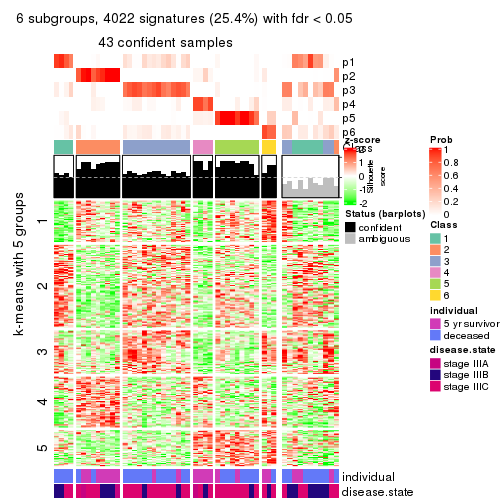 6 subgroups, 4022 signatures (25.4%) with fdr < 0.05
43 confident samples
p1
p2
p3
p4
p5
p6
z-score
Class
2
1
0
-1
-2
Silhouette
score
Status (barplots)
confident
ambiguous
Prob
1
0.8
0.6
0.4
0.2
0
Class
1
2
3
4
5
6
individual
5 yr survivor
deceased
disease.state
stage IIIA
stage IIIB
stage IIIC
k-means with 5 groups
1
2
3
4
5
individual
disease.state